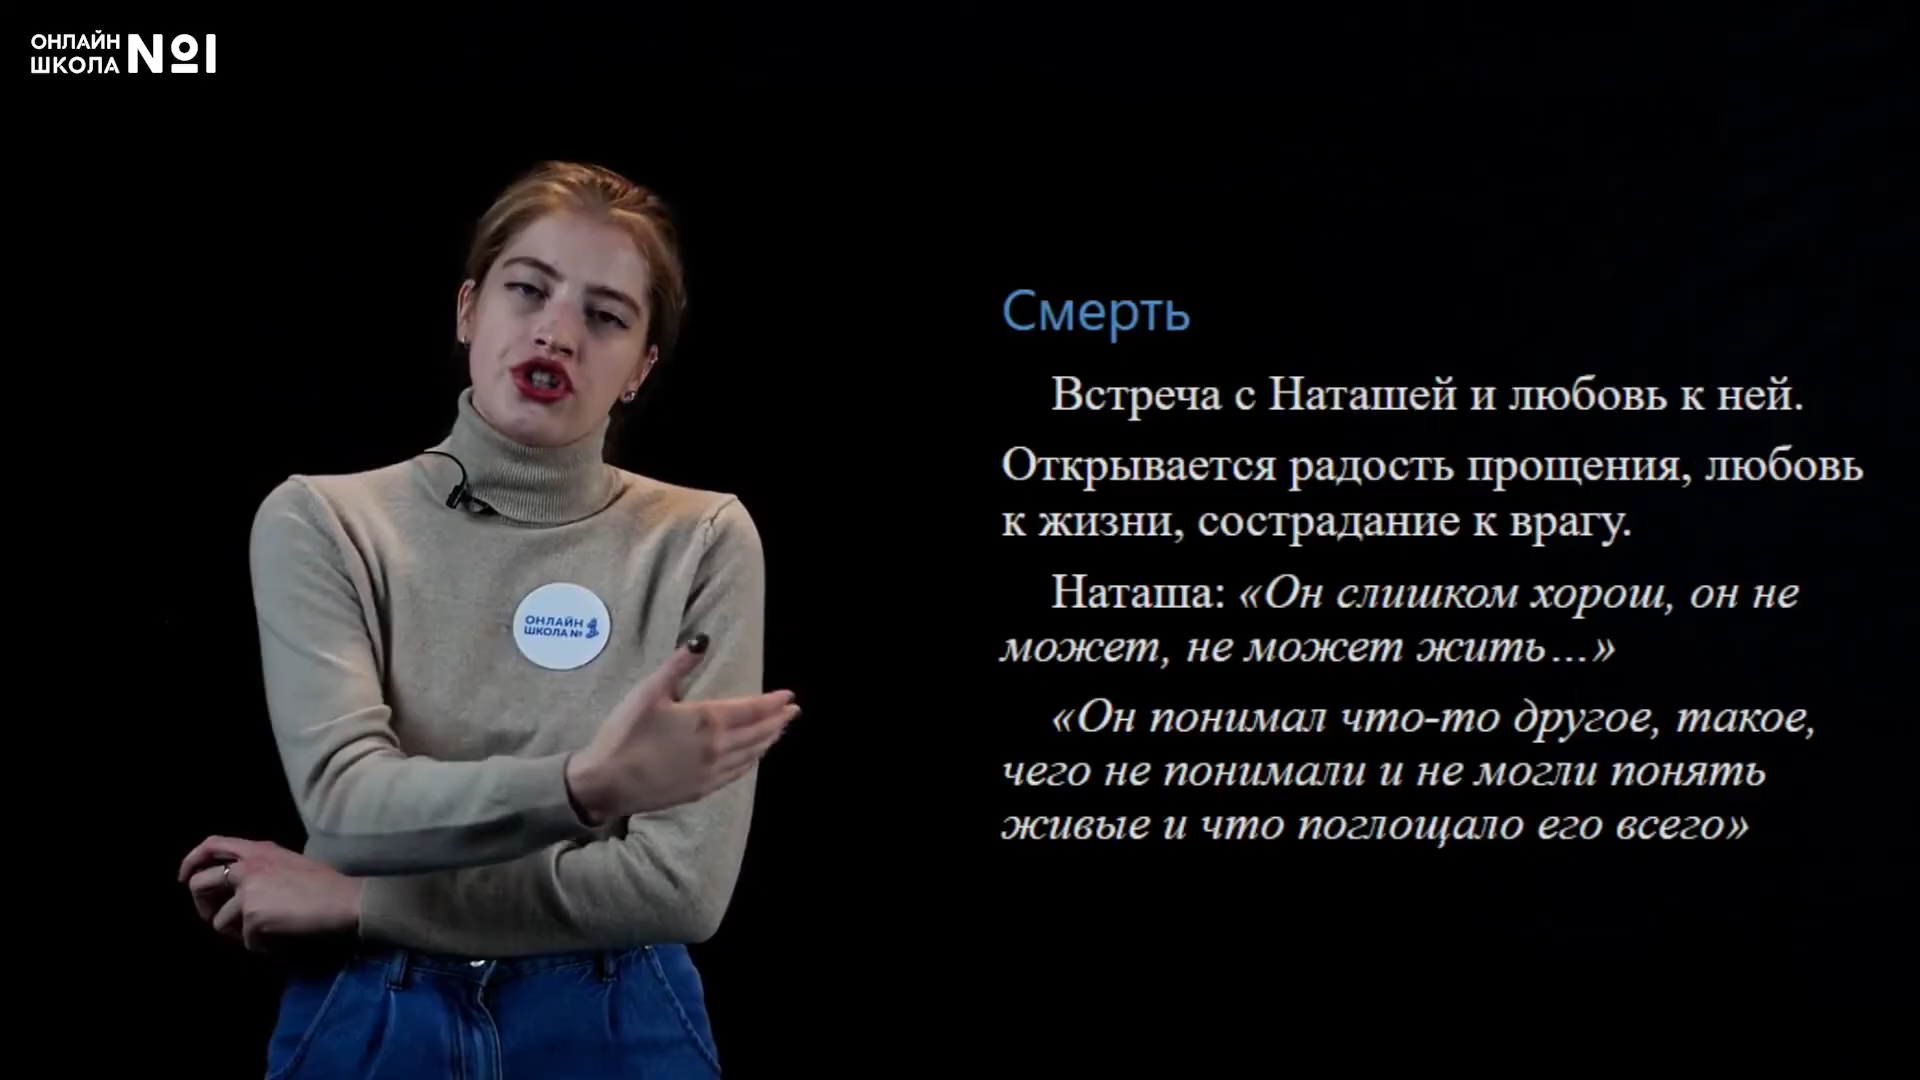 ОНЛАЙН
ШКОЛА №1
Смерть
Встреча с Наташей и любовь к ней.
Открывается радость прощения, любовь
к жизни, сострадание к врагу.
Наташа: «Он слишком хорош, он не
может, не может жить…»
«Он понимал что-то другое, такое,
чего не понимали и не могли понять
живые и что поглощало его всего»
ОНЛАЙН
ШКОЛА № 1